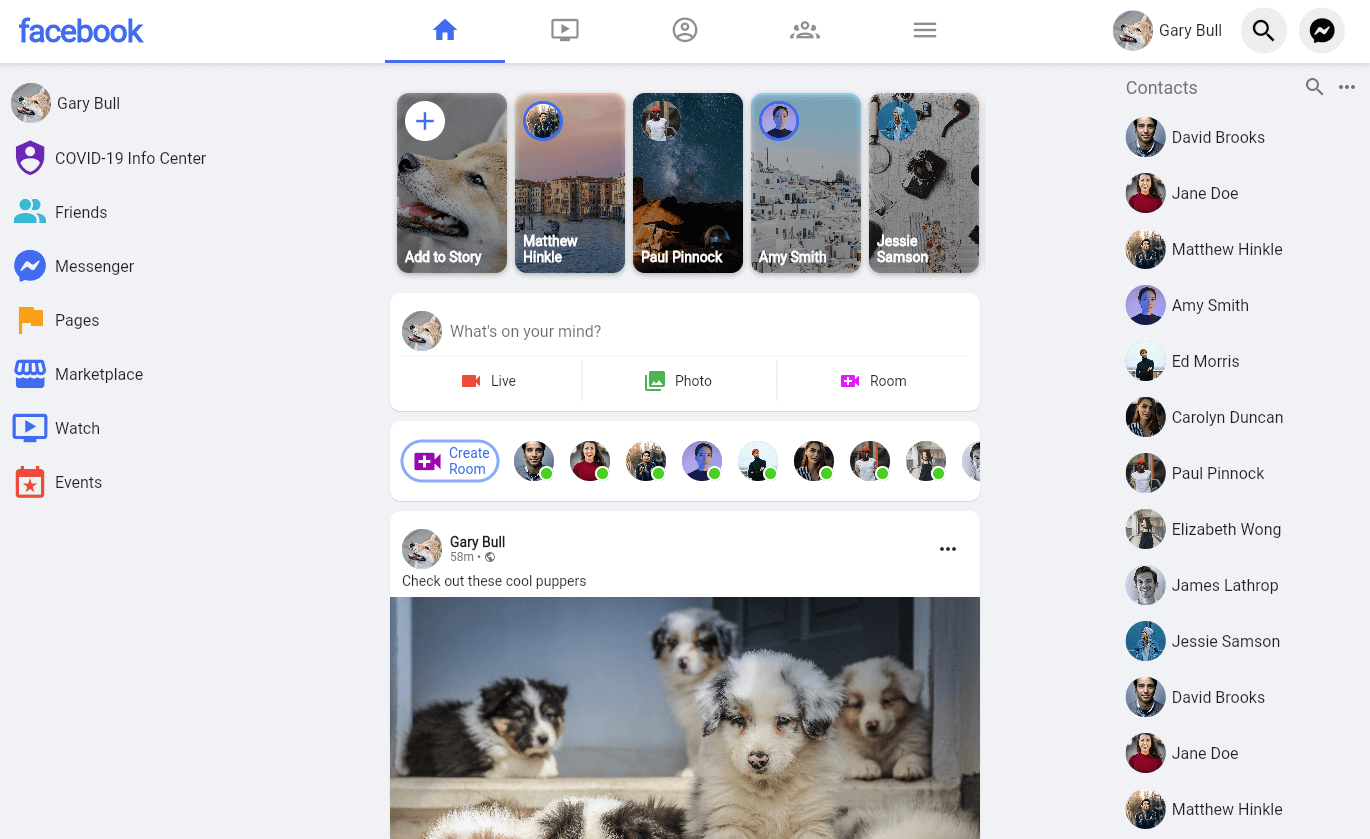 facebook
Gary Bull
Gary Bull
COVID-19 Info Center
Friends
Messenger
Pages
Marketplace
Watch
Events
Add to Story
Matthew
Hinkle
Paul Pinnock
Amy Smith
Jessie
Samson
What's on your mind?
Live
Photo
Room
Create
Room
Gary Bull
58m •
Check out these cool puppers
Contacts
David Brooks
Jane Doe
Matthew Hinkle
Amy Smith
Ed Morris
Carolyn Duncan
Paul Pinnock
Elizabeth Wong
James Lathrop
Jessie Samson
David Brooks
Jane Doe
Matthew Hinkle